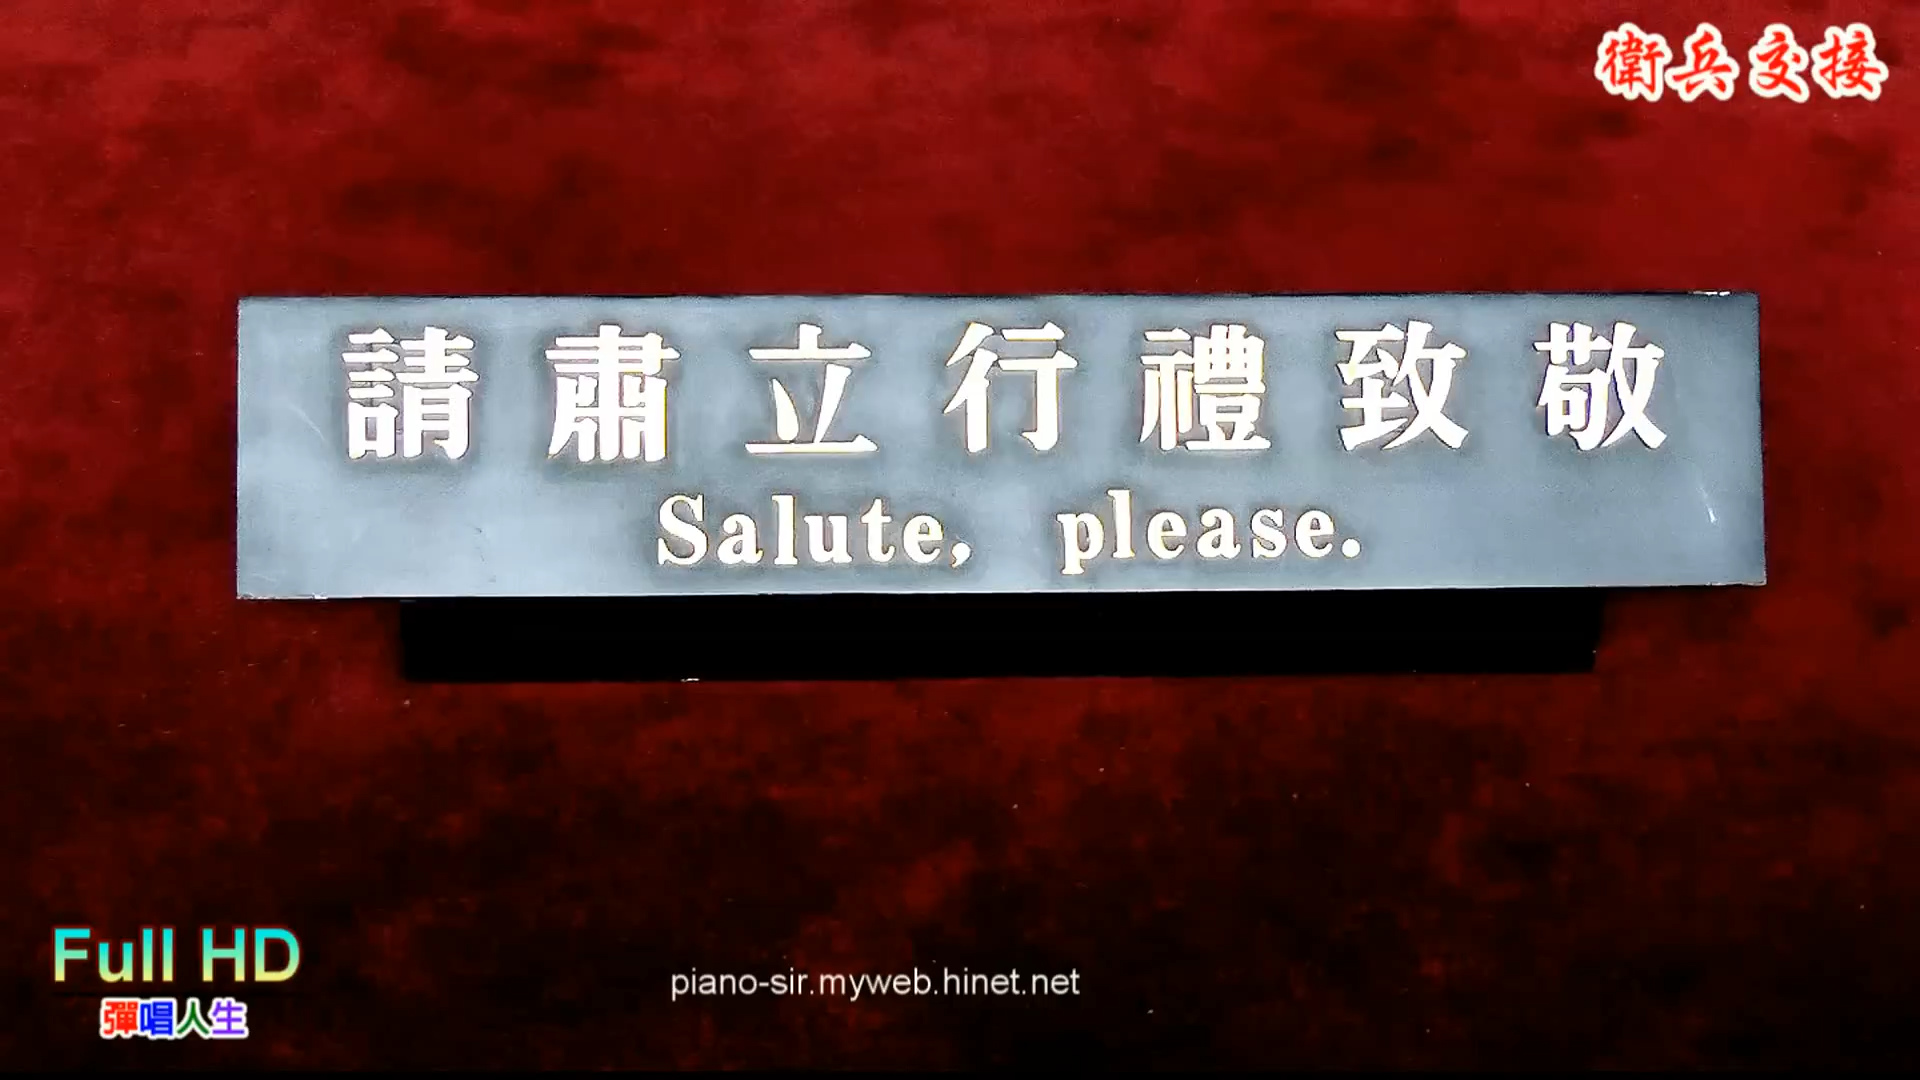 衛兵交接
請肅立行禮致敬
Salute, please.
Full HD
彈唱人生
piano-sir.myweb.hinet.net